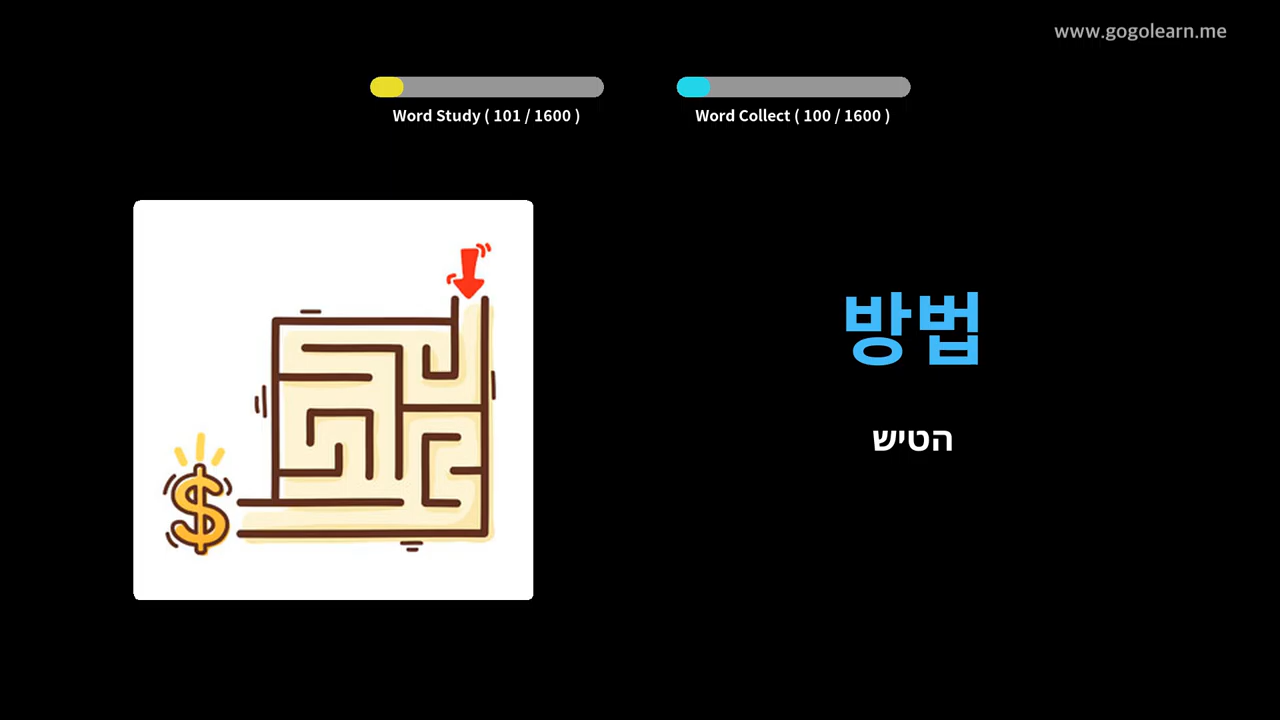 www.gogolearn.me
Word Study ( 101 / 1600 )
Word Collect ( 100 / 1600 )
방법
הטיש
$